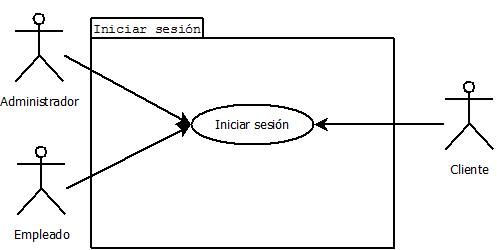 Iniciar sesión
Administrador
Iniciar sesión
Cliente
Empleado